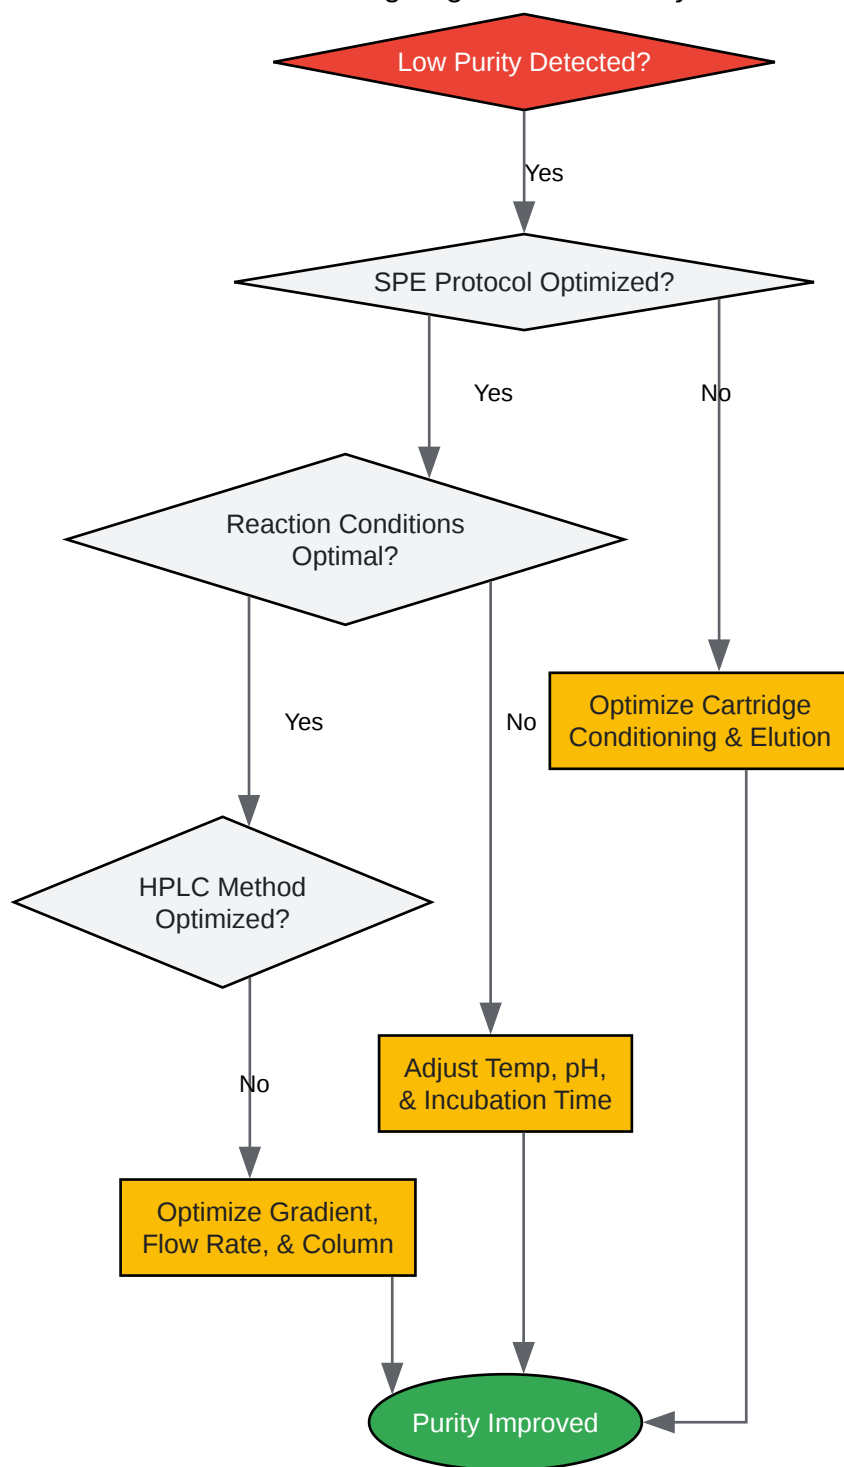 Low Purity Detected?
Yes
SPE Protocol Optimized?
Yes
No
Reaction Conditions
Optimal?
Optimize Cartridge
Conditioning & Elution
Yes
No
HPLC Method
Optimized?
Adjust Temp, pH,
& Incubation Time
No
Optimize Gradient,
Flow Rate, & Column
Purity Improved